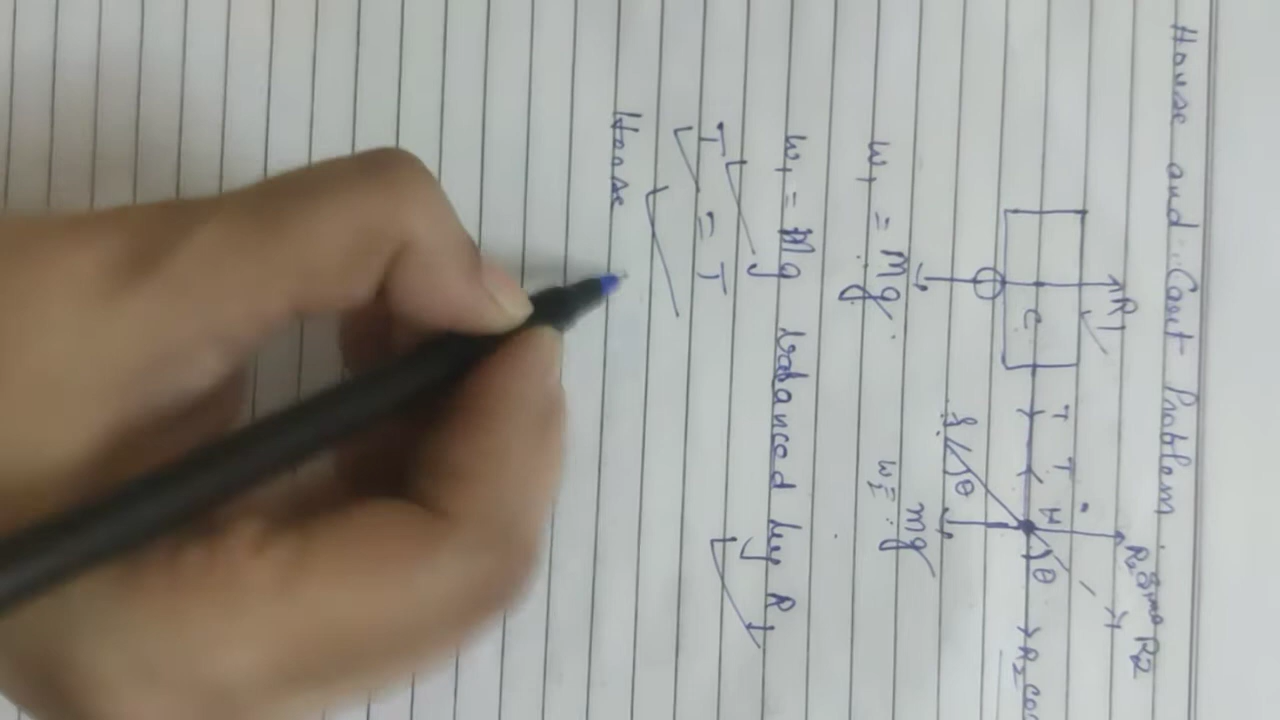 Horse and Cart Problem.
R1
R2 Sinθ R2
C T T H θ R2 cos
f θ
W1 = Mg W2 = mg
W1 = Mg balanced by R1
T = T
Horse